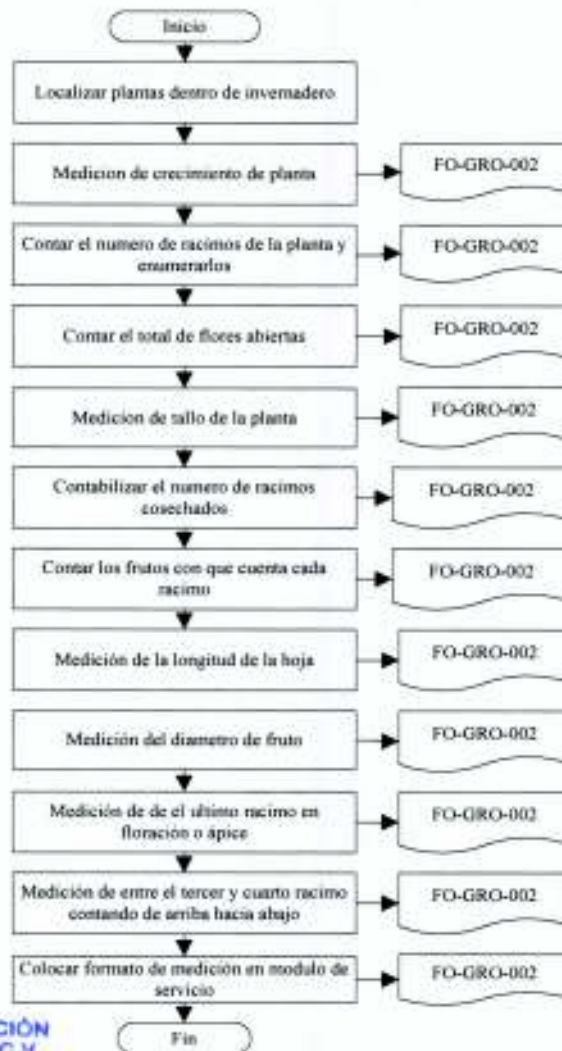 Inicio
Localizar plantas dentro de invernadero
Medicion de crecimiento de planta
FO-GRO-002
Contar el numero de racimos de la planta y
enumerarlos
FO-GRO-002
Contar el total de flores abiertas
FO-GRO-002
Medicion de tallo de la planta
FO-GRO-002
Contabilizar el numero de racimos
cosechados
FO-GRO-002
Contar los frutos con que cuenta cada
racimo
FO-GRO-002
Medición de la longitud de la hoja
FO-GRO-002
Medición del diametro de fruto
FO-GRO-002
Medición de de el ultimo racimo en
floración o ápice
FO-GRO-002
Medición de entre el tercer y cuarto racimo
contando de arriba hacia abajo
FO-GRO-002
Colocar formato de medición en modulo de
servicio
FO-GRO-002
Fin
CIÓN
C.V.